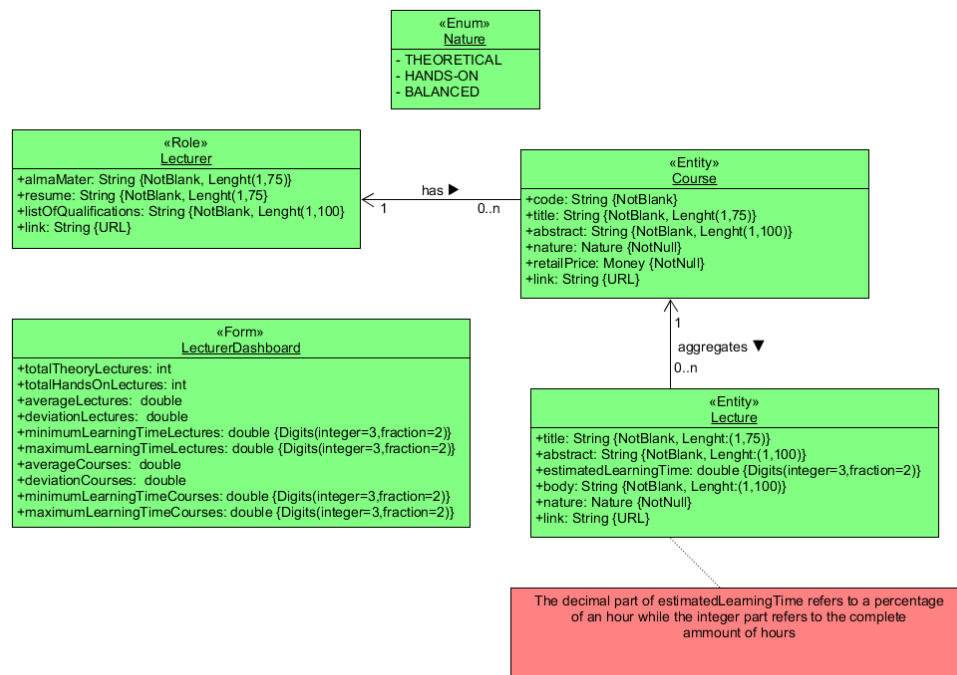 «Enum»
Nature
- THEORETICAL
- HANDS-ON
- BALANCED
«Role»
Lecturer
+almaMater: String {NotBlank, Lenght(1,75)}
+resume: String {NotBlank, Lenght(1,75}
+listOfQualifications: String {NotBlank, Lenght(1,100}
+link: String {URL}
has ▶
1
0..n
«Entity»
Course
+code: String {NotBlank}
+title: String {NotBlank, Lenght(1,75)}
+abstract: String {NotBlank, Lenght(1,100)}
+nature: Nature {NotNull}
+retailPrice: Money {NotNull}
+link: String {URL}
1
aggregates ▼
0..n
«Form»
LecturerDashboard
+totalTheoryLectures: int
+totalHandsOnLectures: int
+averageLectures: double
+deviationLectures: double
+minimumLearningTimeLectures: double {Digits(integer=3,fraction=2)}
+maximumLearningTimeLectures: double {Digits(integer=3,fraction=2)}
+averageCourses: double
+deviationCourses: double
+minimumLearningTimeCourses: double {Digits(integer=3,fraction=2)}
+maximumLearningTimeCourses: double {Digits(integer=3,fraction=2)}
«Entity»
Lecture
+title: String {NotBlank, Lenght:(1,75)}
+abstract: String {NotBlank, Lenght:(1,100)}
+estimatedLearningTime: double {Digits(integer=3,fraction=2)}
+body: String {NotBlank, Lenght:(1,100)}
+nature: Nature {NotNull}
+link: String {URL}
The decimal part of estimatedLearningTime refers to a percentage
of an hour while the integer part refers to the complete
ammount of hours